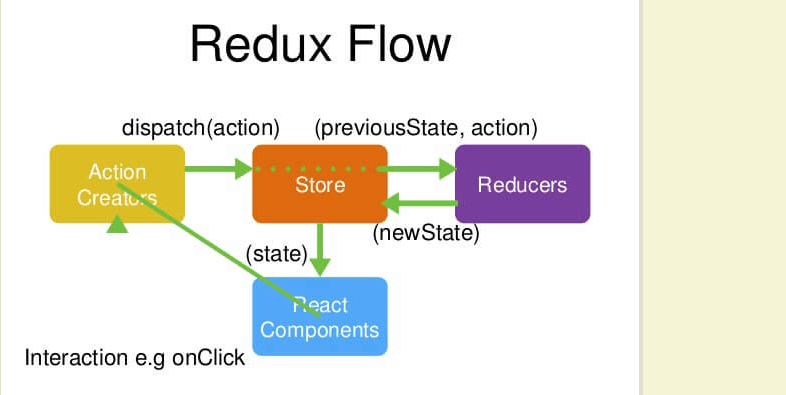 Redux Flow
dispatch(action)
(previousState, action)
Action
Creators
Store
Reducers
(newState)
(state)
React
Components
Interaction e.g onClick